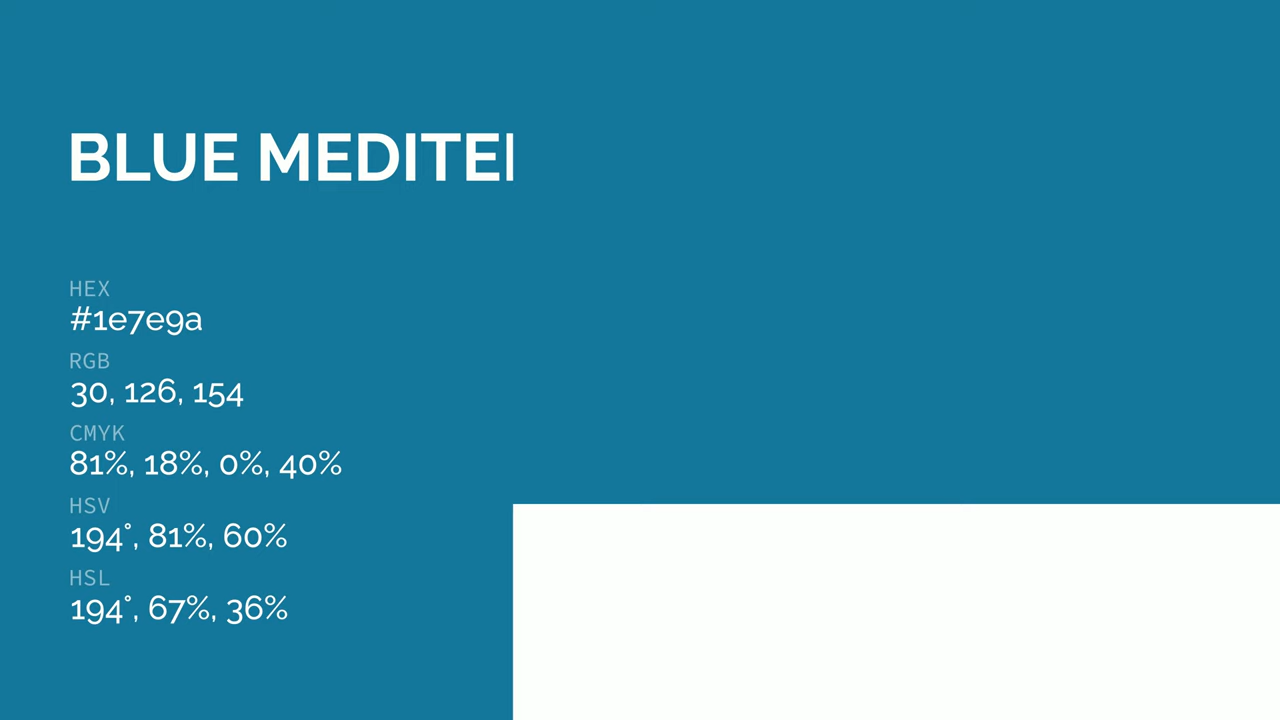 BLUE MEDITE
HEX
#1e7e9a
RGB
30, 126, 154
CMYK
81%, 18%, 0%, 40%
HSV
194°, 81%, 60%
HSL
194°, 67%, 36%